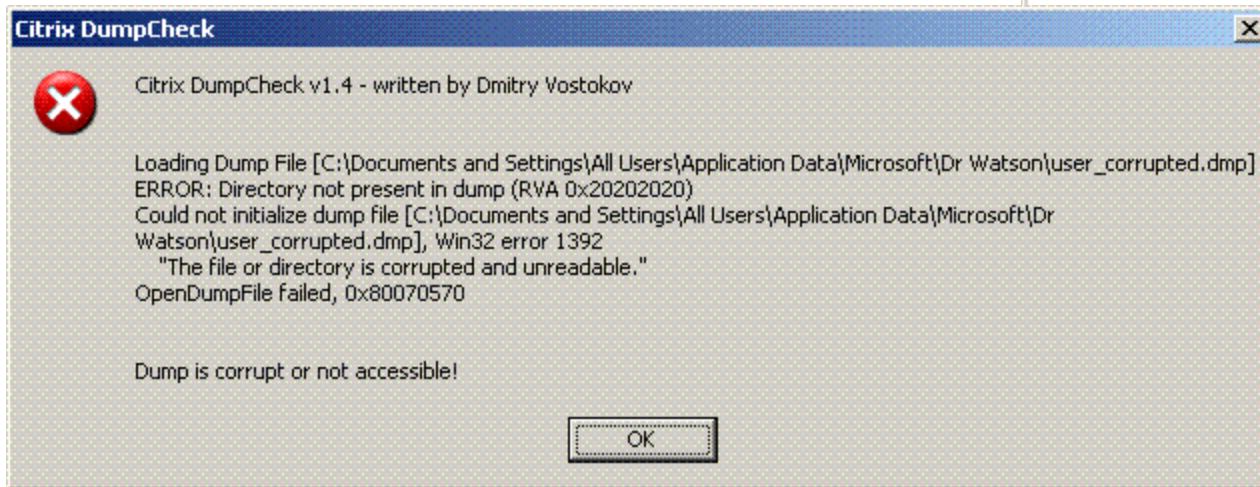 Citrix DumpCheck
Citrix DumpCheck v1.4 - written by Dmitry Vostokov
Loading Dump File [C:\Documents and Settings\All Users\Application Data\Microsoft\Dr Watson\user_corrupted.dmp]
ERROR: Directory not present in dump (RVA 0x20202020)
Could not initialize dump file [C:\Documents and Settings\All Users\Application Data\Microsoft\Dr
Watson\user_corrupted.dmp], Win32 error 1392
"The file or directory is corrupted and unreadable."
OpenDumpFile failed, 0x80070570
Dump is corrupt or not accessible!
OK